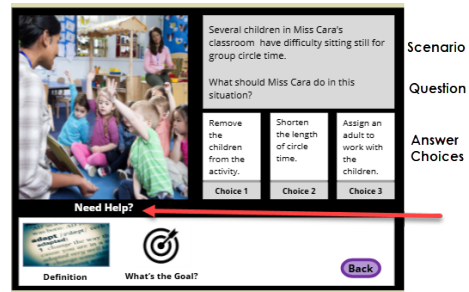 Several children in Miss Cara's
classroom have difficulty sitting still for
group circle time.
What should Miss Cara do in this
situation?
Scenario
Question
Answer
Choices
Remove
the
children
from the
activity.
Choice 1
Shorten
the length
of circle
time.
Choice 2
Assign an
adult to
work with
the
children.
Choice 3
Need Help?
adapt
adapted
Definition
What's the Goal?
Back